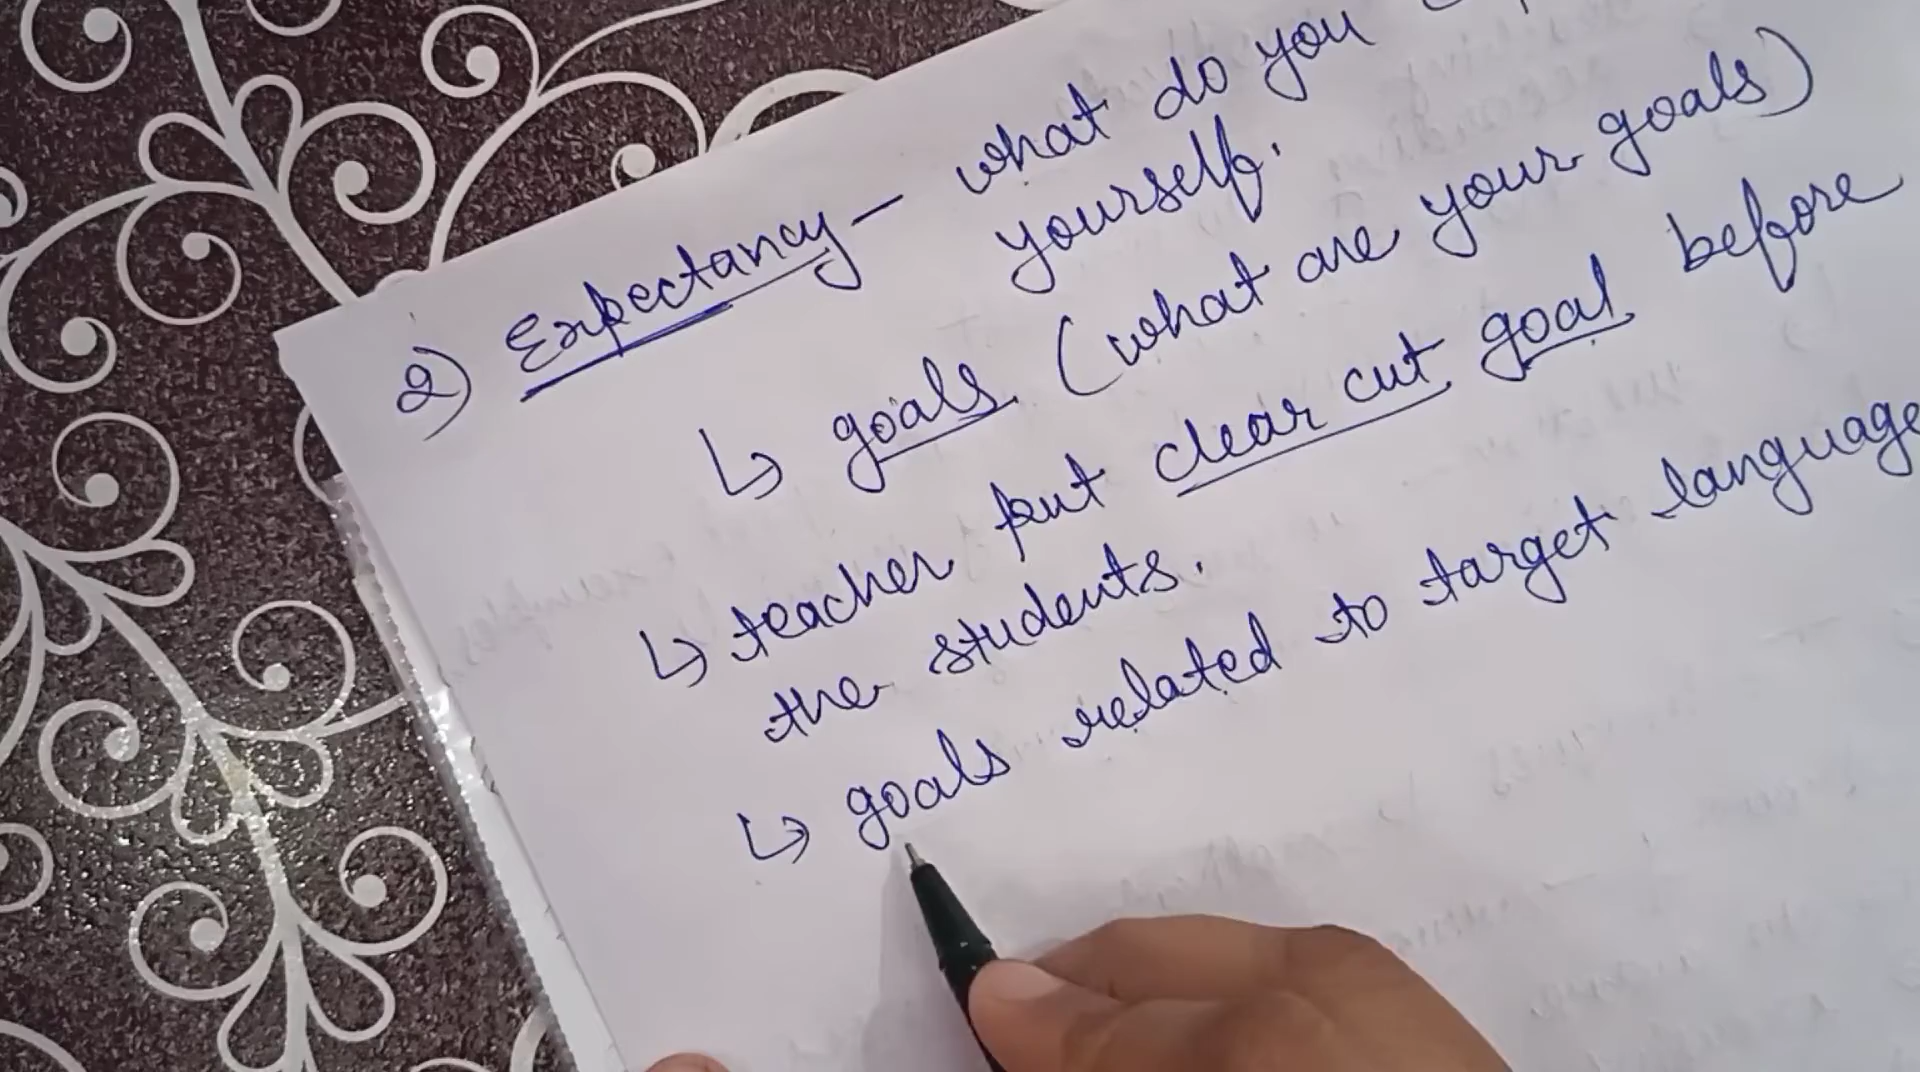 2) Expectancy – what do you
yourself.
↳ goals (what are your goals)
↳ teacher put clear cut goal before
the students.
↳ goals related to target language